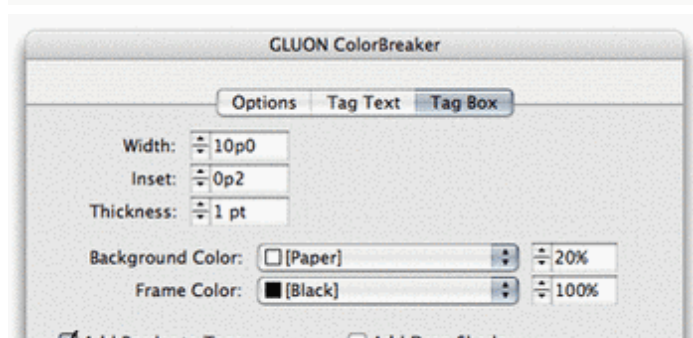 GLUON ColorBreaker
Options Tag Text Tag Box
Width: 10p0
Inset: 0p2
Thickness: 1 pt
Background Color: [Paper] 20%
Frame Color: [Black] 100%